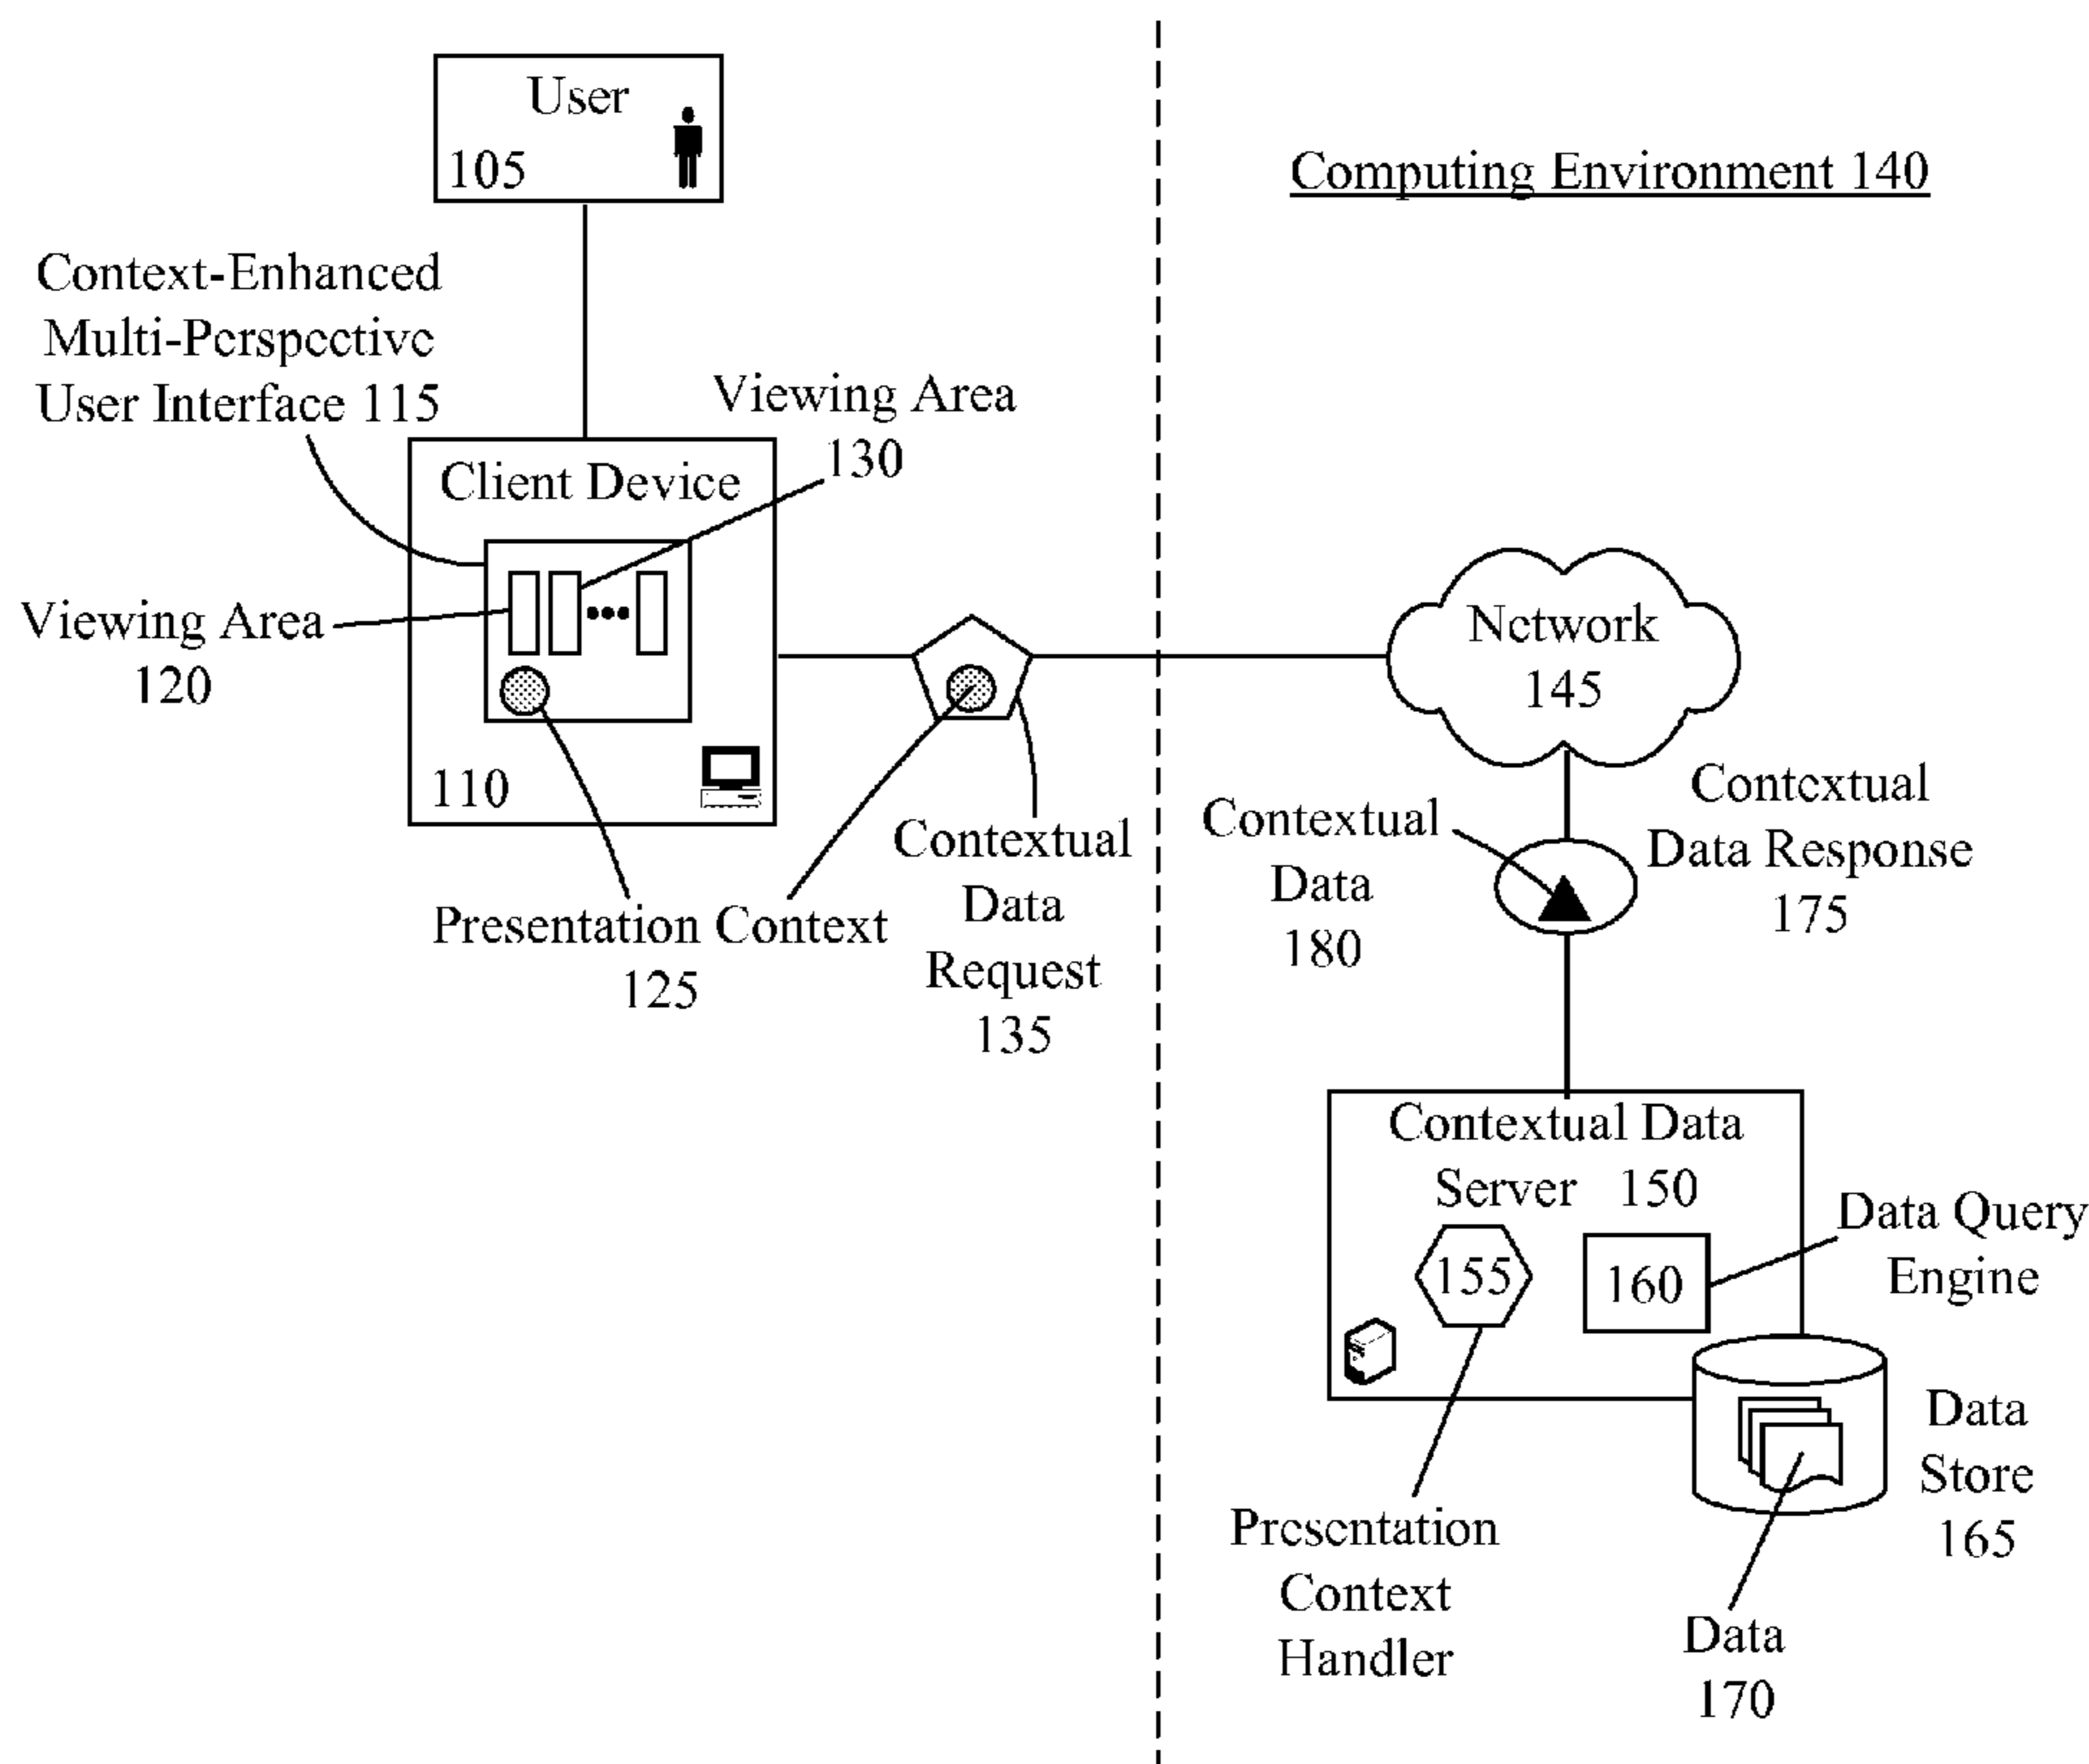 User
105
Computing Environment 140
Context-Enhanced
Multi-Perspective
User Interface 115
Viewing Area
130
Client Device
Viewing Area
120
110
Presentation Context
125
Contextual
Data
Request
135
Network
145
Contextual
Data
180
Contextual
Data Response
175
Contextual Data
Server 150
155
160
Data Query
Engine
Data
Store
165
Presentation
Context
Handler
Data
170